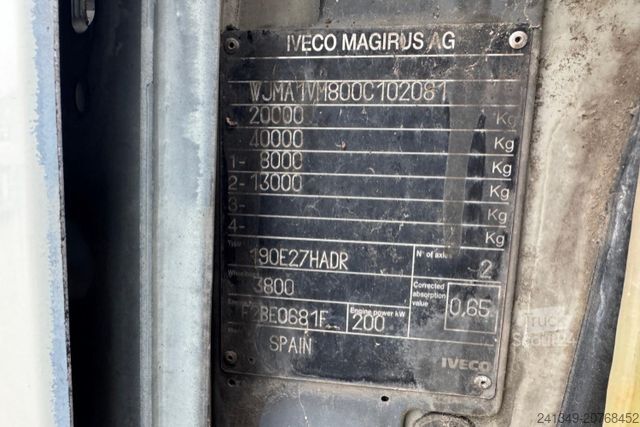 IVECO MAGIRUS AG
WJMA1VM800C102081
20000 Kg
40000 Kg
1- 8000 Kg
2- 13000 Kg
3- Kg
4- Kg
Type 190E27HADR N° of axles 2
3800 Corrected absorption value 0,65
F2BE0681F Engine power kW 200
SPAIN IVECO
Truck
Scout24
241349-20768452